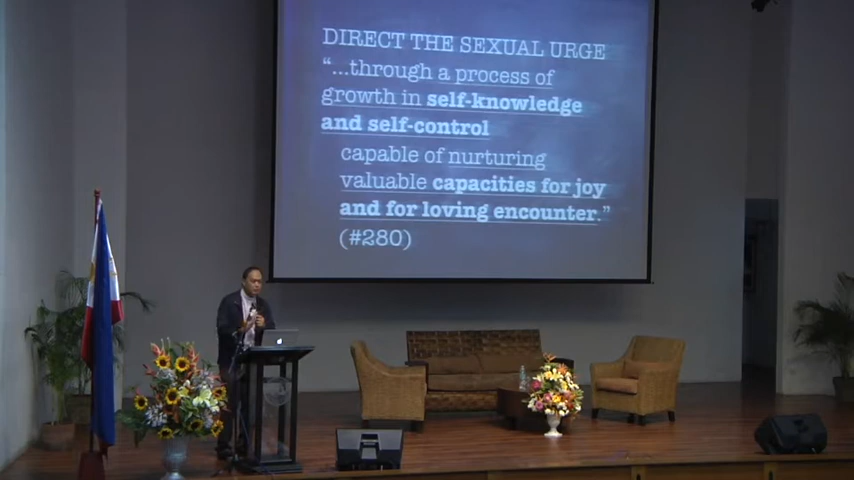 DIRECT THE SEXUAL URGE
“...through a process of
growth in self-knowledge
and self-control
capable of nurturing
valuable capacities for joy
and for loving encounter.”
(#280)